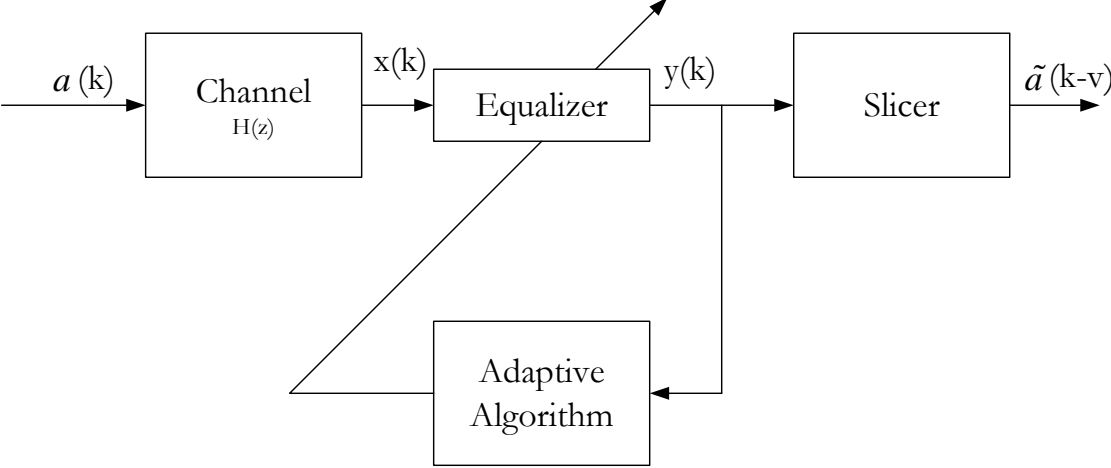 a (k)
Channel
H(z)
x(k)
Equalizer
y(k)
Slicer
ã (k-v)
Adaptive
Algorithm